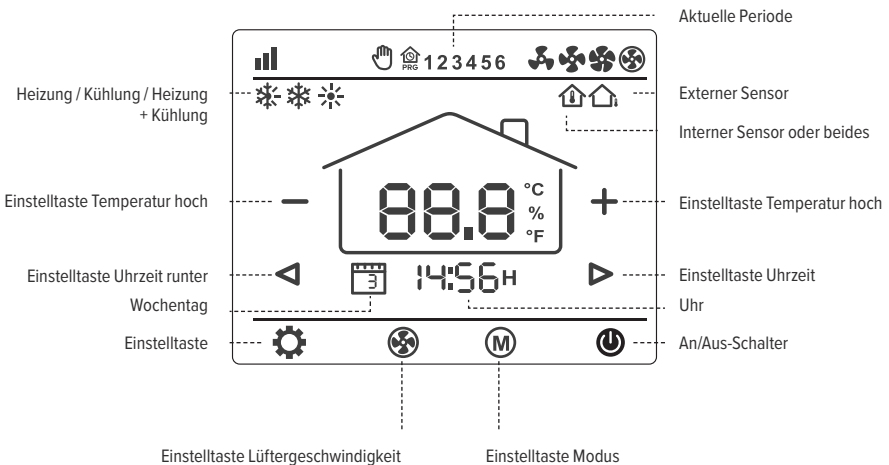 Aktuelle Periode
PRG
123456
Heizung / Kühlung / Heizung
+ Kühlung
Externer Sensor
Interner Sensor oder beides
Einstelltaste Temperatur hoch
88.8
°C
%
°F
Einstelltaste Temperatur hoch
Einstelltaste Uhrzeit runter
3
14:56H
Einstelltaste Uhrzeit
Wochentag
Uhr
Einstelltaste
M
An/Aus-Schalter
Einstelltaste Lüftergeschwindigkeit
Einstelltaste Modus